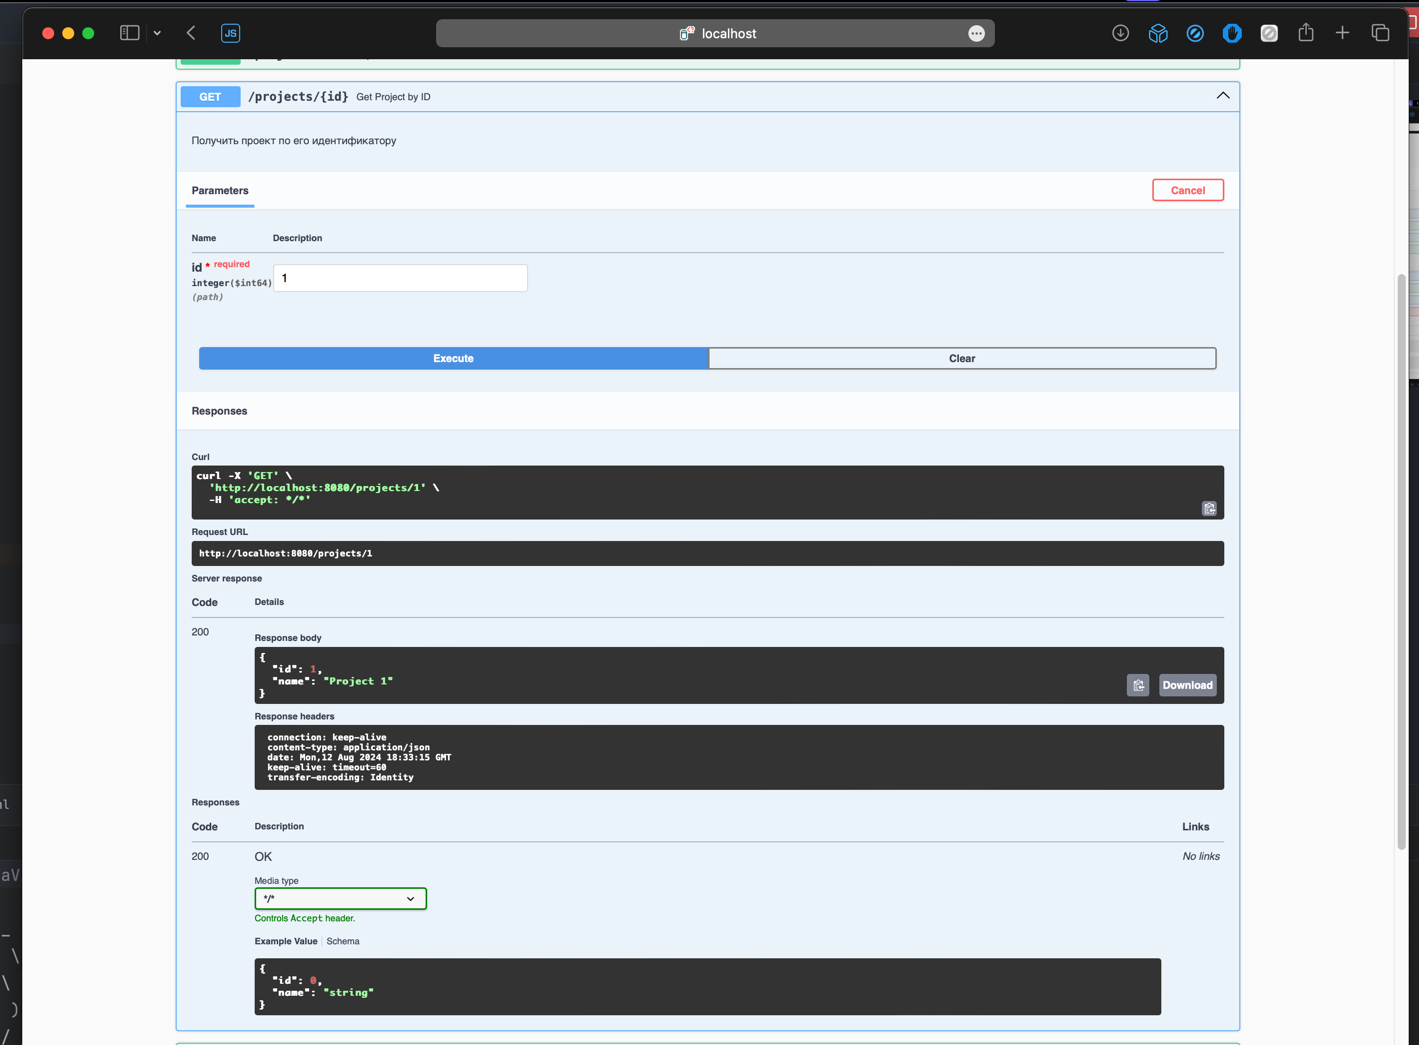 JS
localhost
GET /projects/{id} Get Project by ID
Получить проект по его идентификатору
Parameters
Cancel
Name Description
id * required
integer($int64)
(path)
1
Execute
Clear
Responses
Curl
curl -X 'GET' \
'http://localhost:8080/projects/1' \
-H 'accept: */*'
Request URL
http://localhost:8080/projects/1
Server response
Code Details
200
Response body
{
"id": 1,
"name": "Project 1"
}
Download
Response headers
connection: keep-alive
content-type: application/json
date: Mon,12 Aug 2024 18:33:15 GMT
keep-alive: timeout=60
transfer-encoding: Identity
Responses
Code Description Links
200 OK No links
Media type
*/*
Controls Accept header.
Example Value Schema
{
"id": 0,
"name": "string"
}